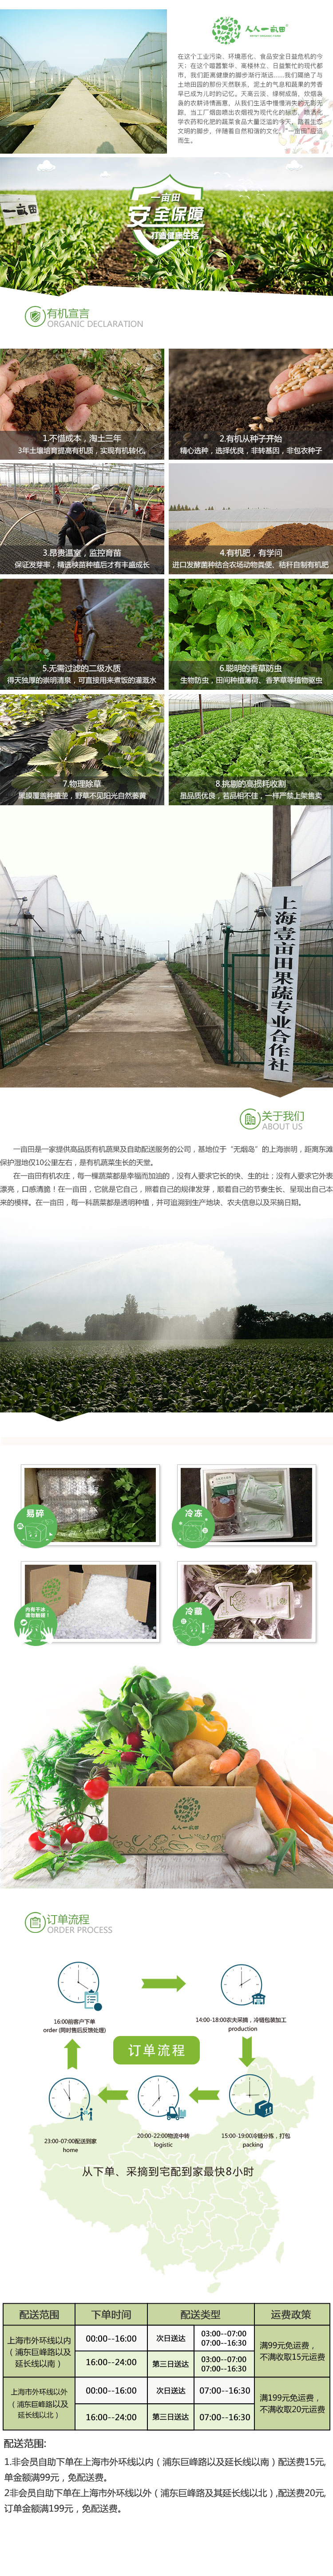 人人一亩田
在这个工业污染、环境恶化、食品安全日益危机的今
天；在这个喧嚣繁华、高楼林立、日益繁忙的现代都
市，我们距离健康的脚步渐行渐远……我们隔绝了与
土地田园的那份天然联系，泥土的气息和蔬果的芳香
早已成为儿时的记忆。天高云淡、绿树成荫、炊烟袅
袅的农耕诗情画意，从我们生活中慢慢消失的无影无
踪。当工厂烟囱喷出农假视为现代化的标志，喷洒化
学农药和化肥的蔬菜食品大量泛滥的今天，踏着生态
文明的脚步，伴随着自然和谐的文化，“一亩田”应运
而生。
一亩田
一亩田
安全保障
打造健康生活
有机宣言
ORGANIC DECLARATION
1.不惜成本，淘土三年
3年土壤培育提高有机质，实现有机转化。
2.有机从种子开始
精心选种，选择优良，非转基因，非包农种子
3.昂贵温室，监控育苗
保证发芽率，精选秧苗种植后才有丰盛成长
4.有机肥，有学问
进口发酵菌种结合农场动物粪便、秸秆自制有机肥
5.无需过滤的二级水质
得天独厚的崇明清泉，可直接用来煮饭的灌溉水
6.聪明的香草防虫
生物防虫，田间种植薄荷、香茅草等植物驱虫
7.物理除草
黑膜覆盖种植垄，野草不见阳光自然萎黄
8.挑剔的高损耗收割
虽品质优良，若品相不佳，一样严禁上架售卖
上海壹亩田果蔬专业合作社
关于我们
ABOUT US
一亩田是一家提供高品质有机蔬果及自助配送服务的公司，基地位于“无烟岛”的上海崇明，距离东滩
保护湿地仅10公里左右，是有机蔬菜生长的天堂。
在一亩田有机农庄，每一棵蔬菜都是幸福而加油的，没有人要求它长的快、生的壮；没有人要求它外表
漂亮，口感清脆！在一亩田，它就是它自己，照着自己的规律发芽，顺着自己的节奏生长、呈现出自己本
来的模样。在一亩田，每一料蔬菜都是透明种植，并可追溯到生产地块、农夫信息以及采摘日期。
易碎
冷冻
内有干冰
请勿触摸！
冷藏
人人一亩田
订单流程
ORDER PROCESS
16:00前客户下单
order (同时售后反馈处理)
14:00-18:00农夫采摘，冷链包装加工
production
订单流程
23:00-07:00配送到家
home
20:00-22:00物流中转
logistic
15:00-19:00冷链分拣，打包
packing
从下单、采摘到宅配到家最快8小时
配送范围 下单时间 配送类型 运费政策
上海市外环线以内
（浦东巨峰路以及
延长线以南）
00:00--16:00 次日送达 03:00--07:00
07:00--16:30
16:00--24:00 第三日送达 03:00--07:00
07:00--16:30
满99元免运费，
不满收取15元运费
上海市外环线以外
（浦东巨峰路以及
延长线以北）
00:00--16:00 次日送达 07:00--16:30
16:00--24:00 第三日送达 07:00--16:30
满199元免运费，
不满收取20元运费
配送范围:
1.非会员自助下单在上海市外环线以内（浦东巨峰路以及延长线以南）配送费15元,
单金额满99元，免配送费。
2非会员自助下单在上海市外环线以外（浦东巨峰路及其延长线以北）,配送费20元,
订单金额满199元，免配送费。